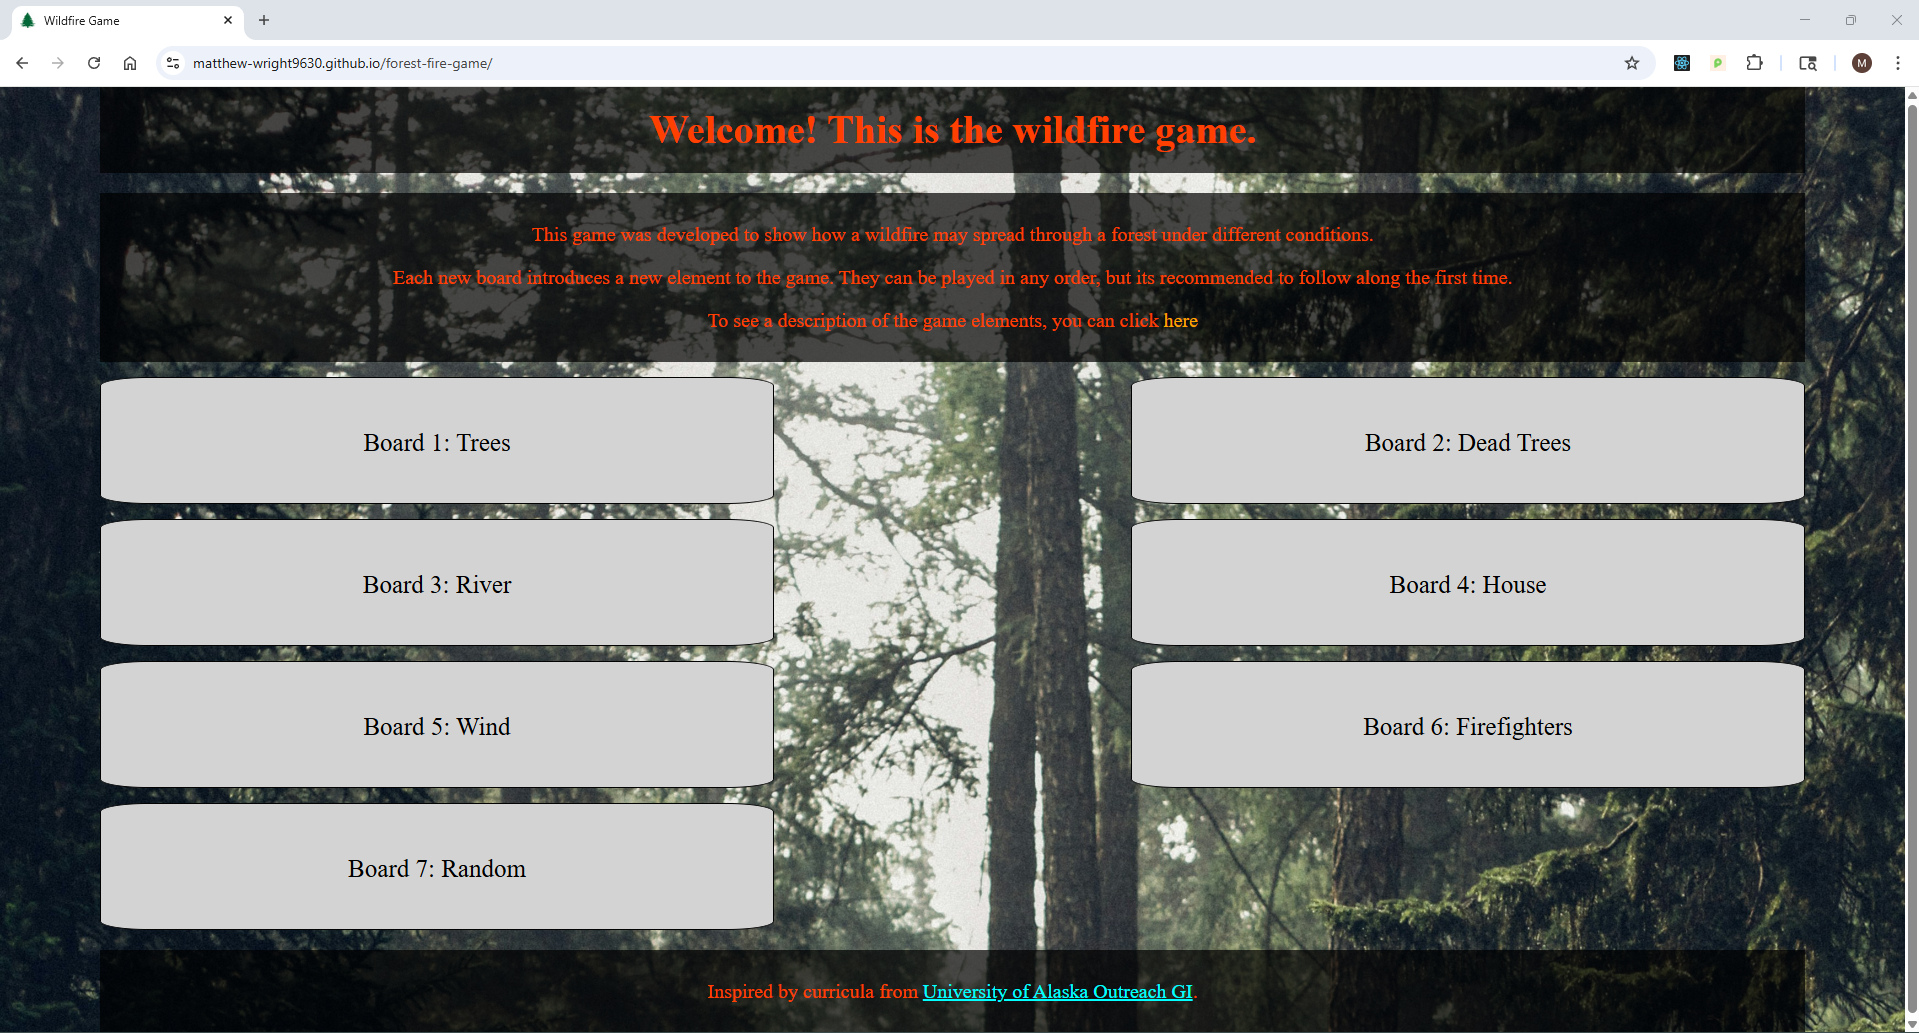 Wildfire Game
matthew-wright9630.github.io/forest-fire-game/
M
Welcome! This is the wildfire game.
This game was developed to show how a wildfire may spread through a forest under different conditions.
Each new board introduces a new element to the game. They can be played in any order, but its recommended to follow along the first time.
To see a description of the game elements, you can click here
Board 1: Trees
Board 2: Dead Trees
Board 3: River
Board 4: House
Board 5: Wind
Board 6: Firefighters
Board 7: Random
Inspired by curricula from University of Alaska Outreach GI.